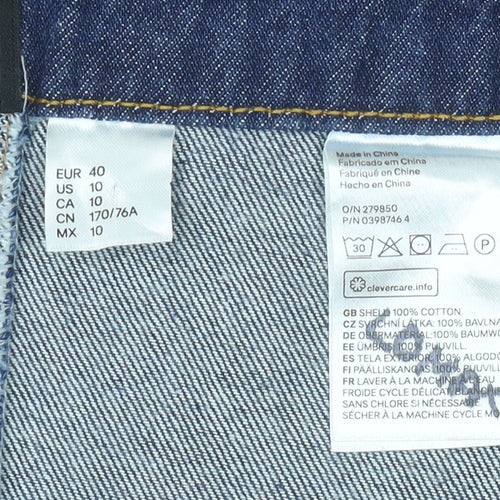 EUR 40
US 10
CA 10
CN 170/76A
MX 10
Made in China
Fabricado em China
Fabriqué en Chine
Hecho en China
O/N 279850
P/N 0398746 4
30
clevercare.info
GB SHELL 100% COTTON
CZ SVRCHNÍ LÁTKA: 100% BAVLNA
DE OBERMATERIAL 100% BAUMWO
EE ÜMBRIS: 100% PUUVILL
ES TELA EXTERIOR: 100% ALGODÓ
FI PÄÄLLISKANGAS: 100% PUUVILL
FR LAVER À LA MACHINE À L'EAU
FROIDE CYCLE DÉLICAT, BLANCH
SANS CHLORE SI NÉCESSAIRE
SÉCHER À LA MACHINE CYCLE MO